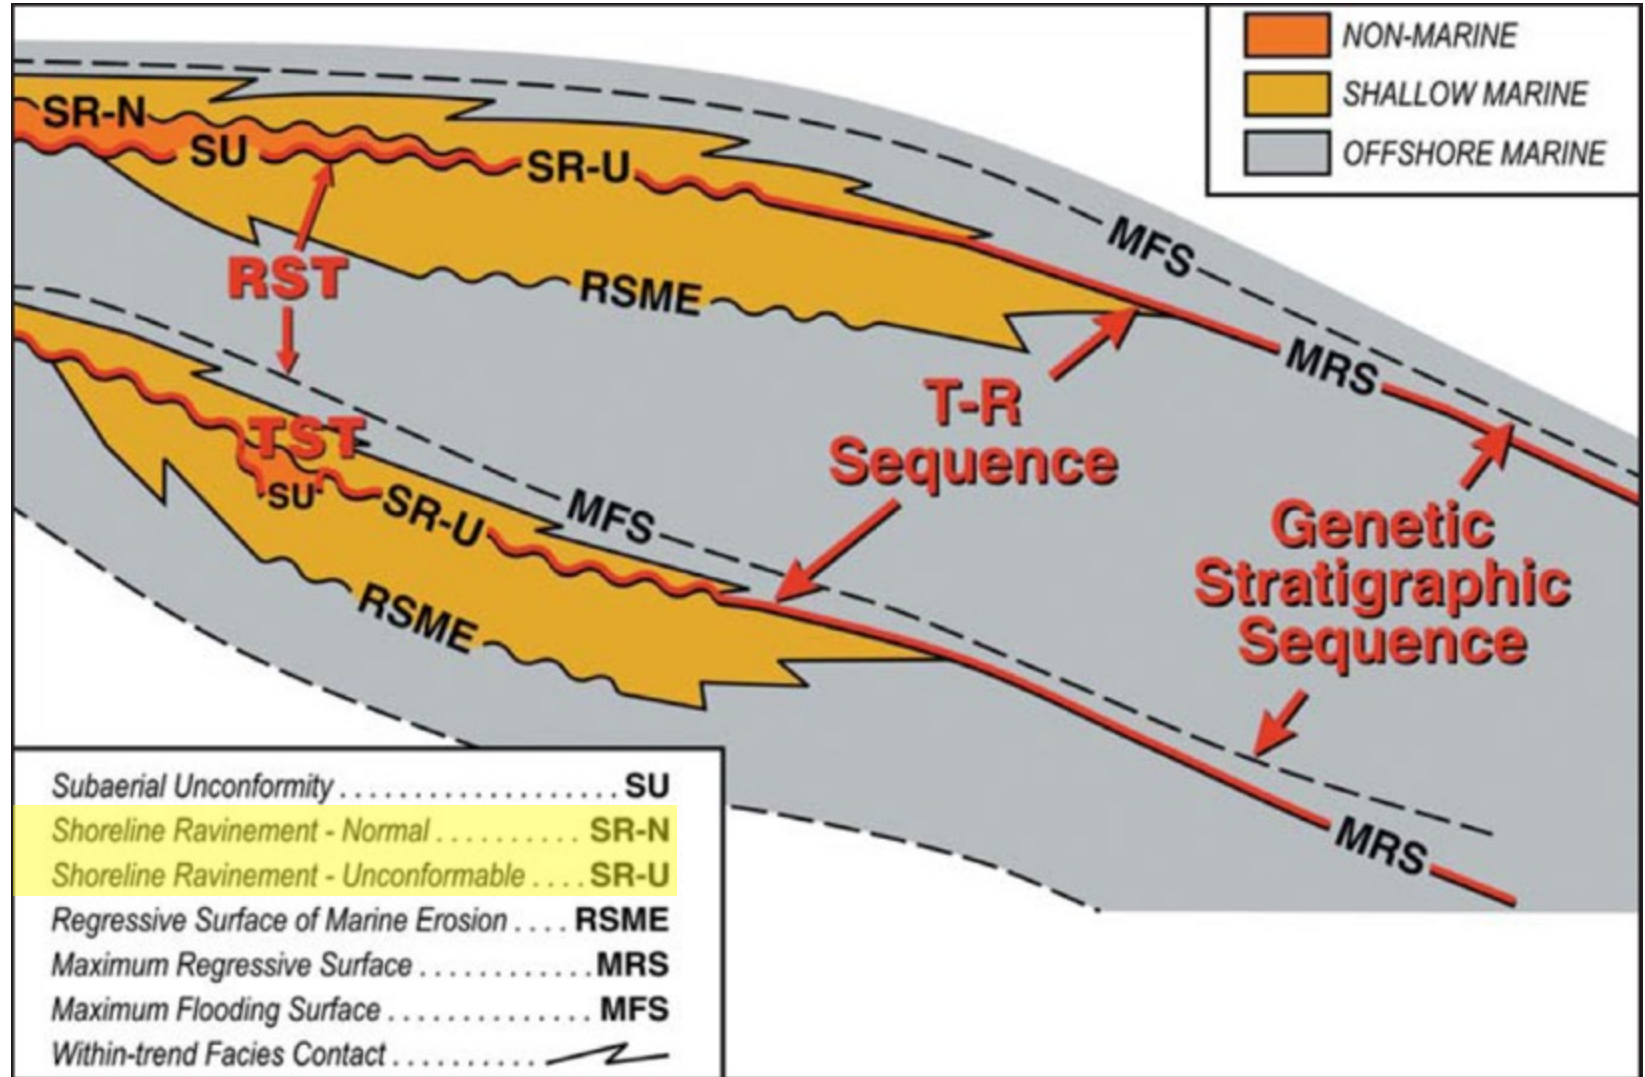 NON-MARINE
SHALLOW MARINE
OFFSHORE MARINE
SR-N
SU
SR-U
MFS
RST
RSME
MRS
T-R
Sequence
TST
SU
SR-U
MFS
Genetic
Stratigraphic
Sequence
RSME
MRS
Subaerial Unconformity .................... SU
Shoreline Ravinement - Normal .......... SR-N
Shoreline Ravinement - Unconformable .... SR-U
Regressive Surface of Marine Erosion .... RSME
Maximum Regressive Surface ............ MRS
Maximum Flooding Surface .............. MFS
Within-trend Facies Contact ..........